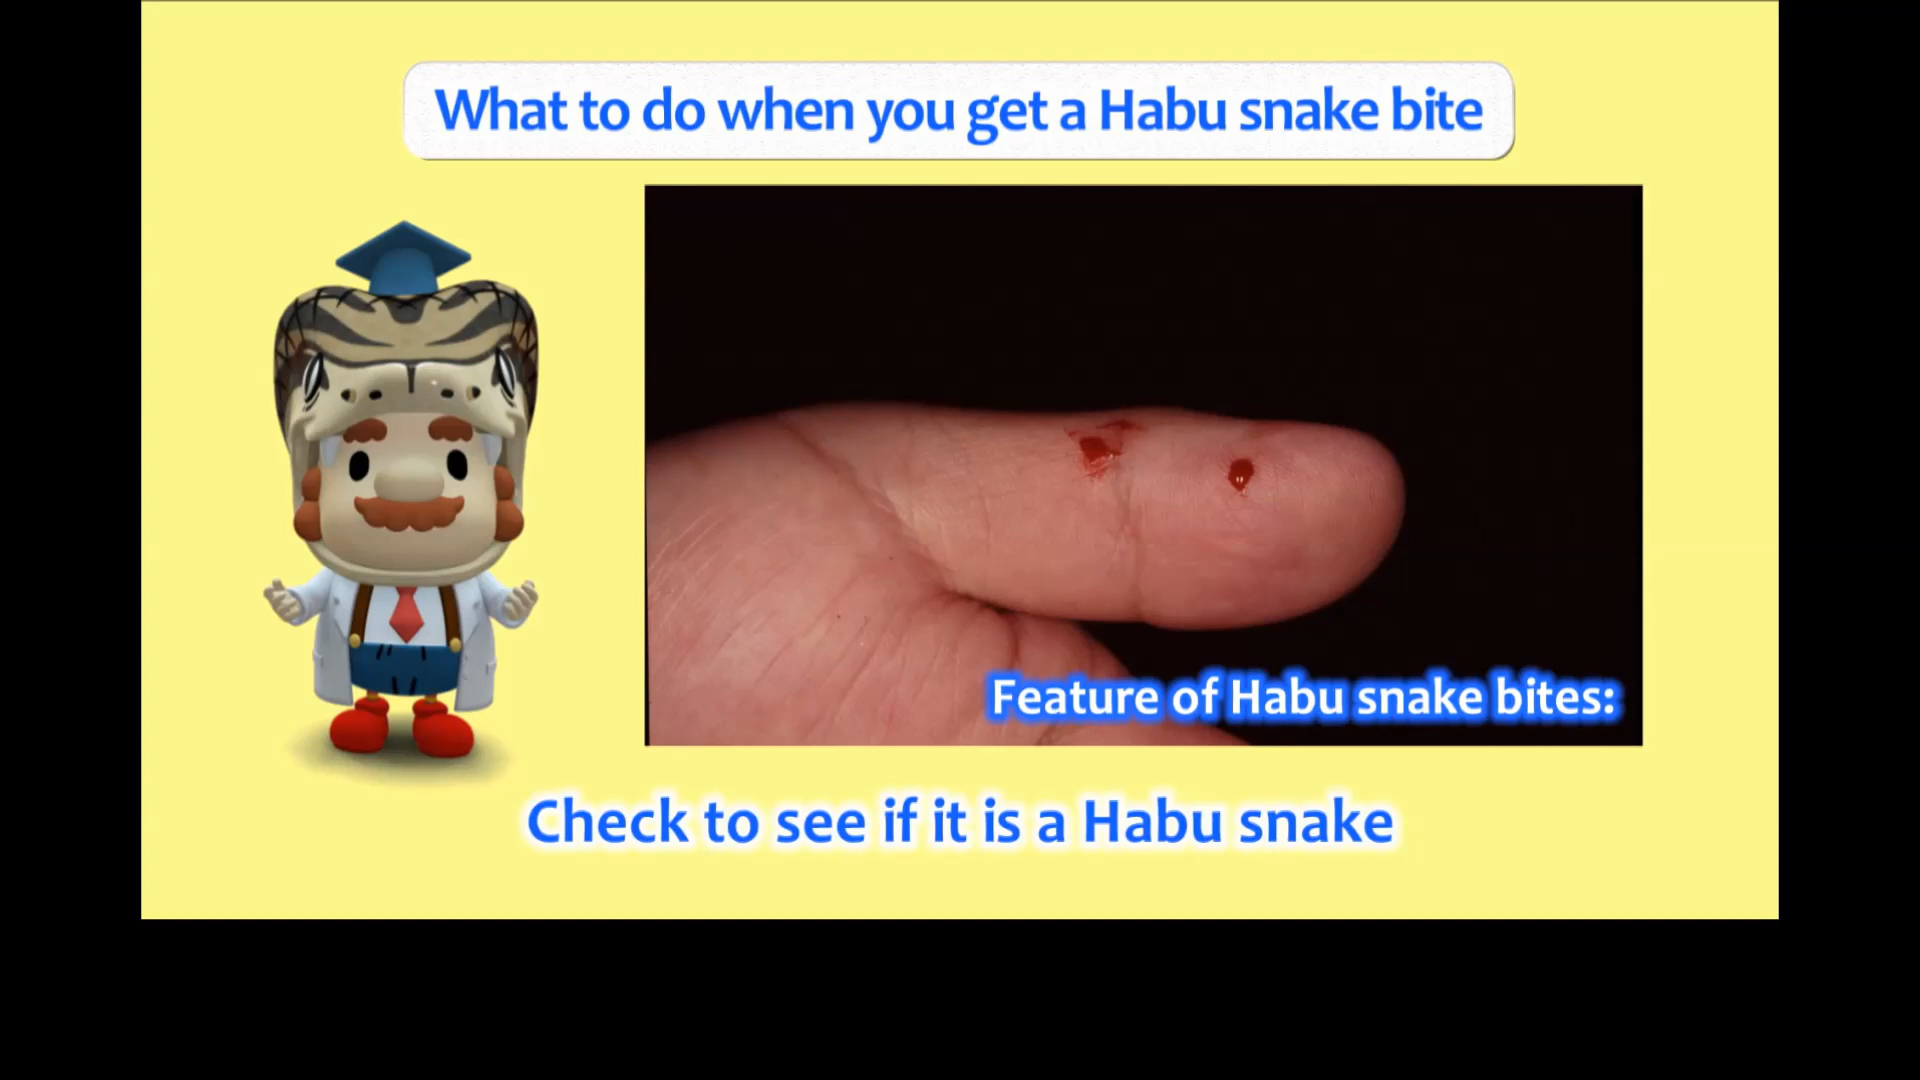 What to do when you get a Habu snake bite
Feature of Habu snake bites:
Check to see if it is a Habu snake